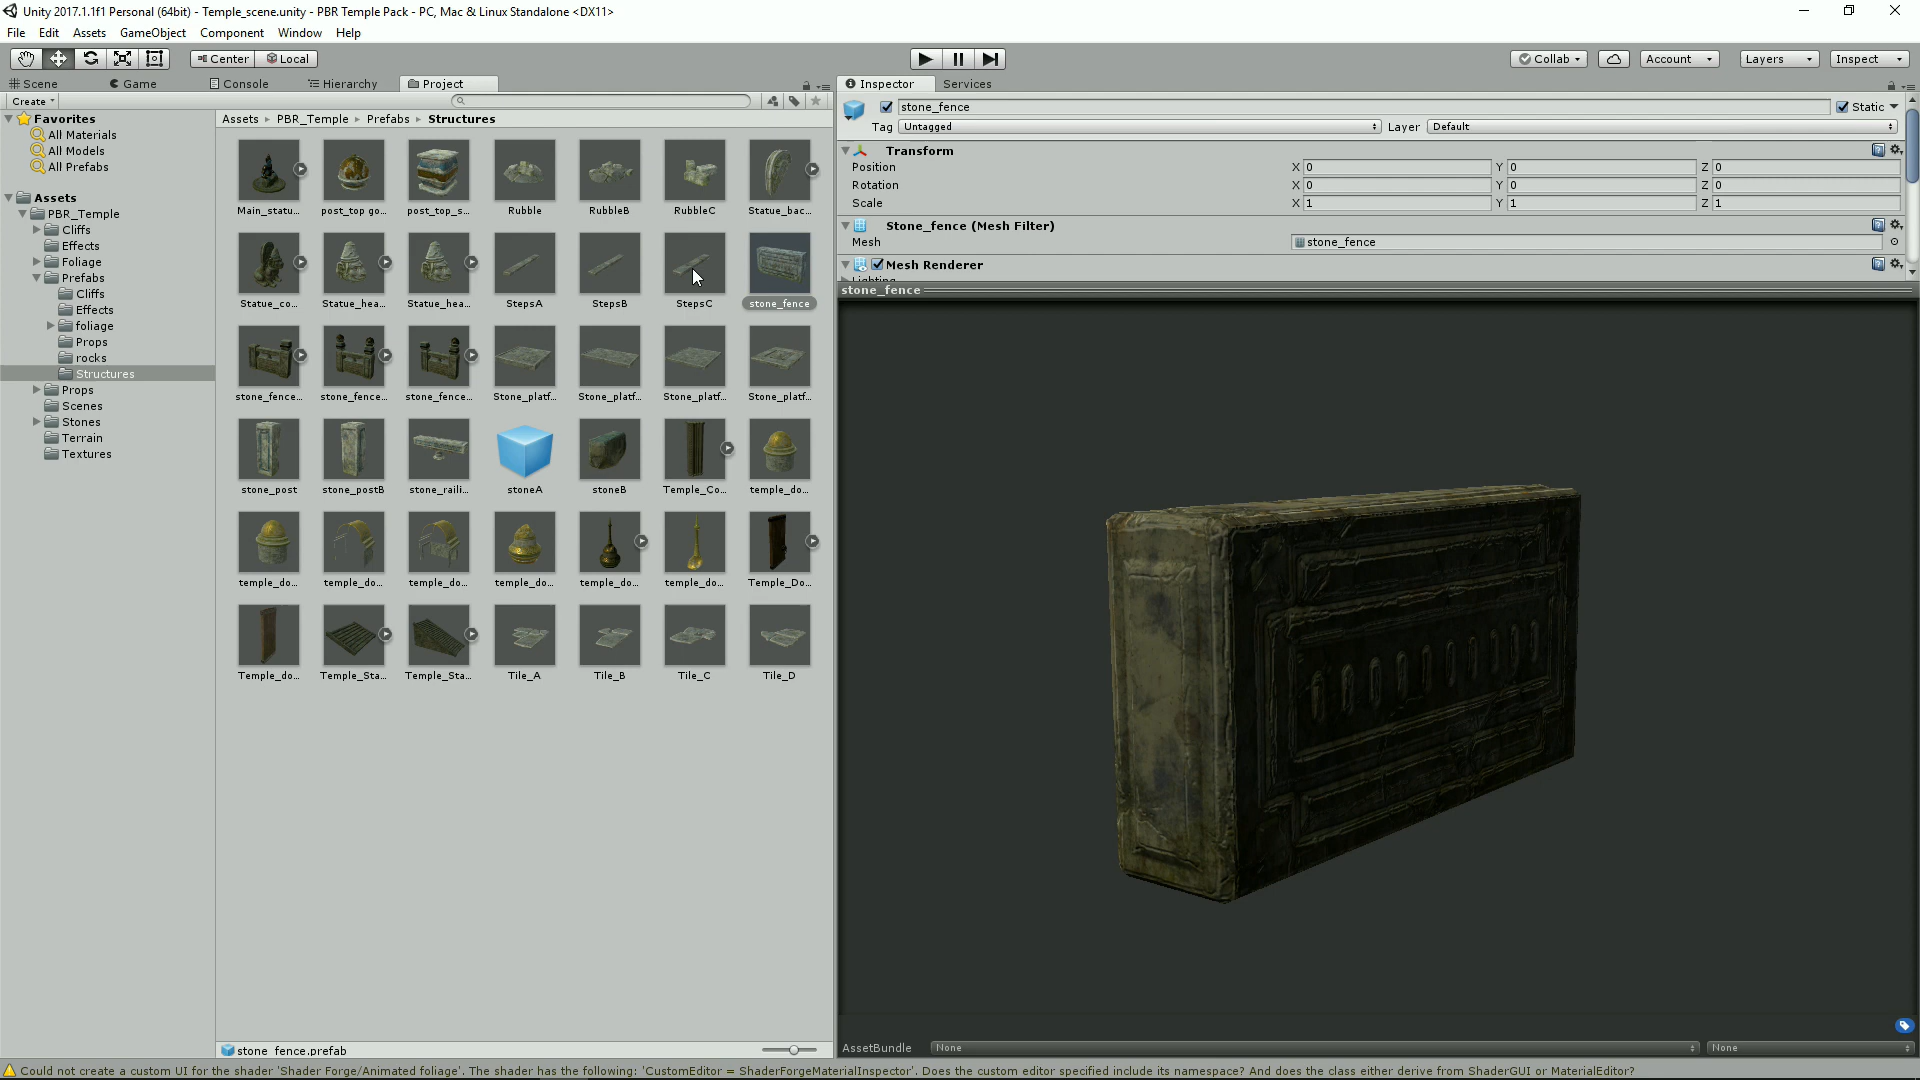 Unity 2017.1.1f1 Personal (64bit) - Temple_scene.unity - PBR Temple Pack - PC, Mac & Linux Standalone <DX11>
File Edit Assets GameObject Component Window Help
Center Local Collab Account Layers Inspect
Scene Game Console Hierarchy Project Inspector Services
Create
stone_fence Static
Tag Untagged Layer Default
Favorites
All Materials
All Models
All Prefabs
Assets
PBR_Temple
Cliffs
Effects
Foliage
Prefabs
Cliffs
Effects
foliage
Props
rocks
Structures
Props
Scenes
Stones
Terrain
Textures
Assets PBR_Temple Prefabs Structures
Main_statu... post_top go... post_top_s... Rubble RubbleB RubbleC Statue_bac...
Statue_co... Statue_hea... Statue_hea... StepsA StepsB StepsC stone_fence
stone_fence... stone_fence... stone_fence... Stone_platf... Stone_platf... Stone_platf... Stone_platf...
stone_post stone_postB stone_raili... stoneA stoneB Temple_Co... temple_do...
temple_do... temple_do... temple_do... temple_do... temple_do... temple_do... Temple_Do...
Temple_do... Temple_Sta... Temple_Sta... Tile_A Tile_B Tile_C Tile_D
stone_fence.prefab
Transform
Position X 0 Y 0 Z 0
Rotation X 0 Y 0 Z 0
Scale X 1 Y 1 Z 1
Stone_fence (Mesh Filter)
Mesh stone_fence
Mesh Renderer
Lighting
stone_fence
AssetBundle None None
Could not create a custom UI for the shader 'Shader Forge/Animated foliage'. The shader has the following: 'CustomEditor = ShaderForgeMaterialInspector'. Does the custom editor specified include its namespace? And does the class either derive from ShaderGUI or MaterialEditor?